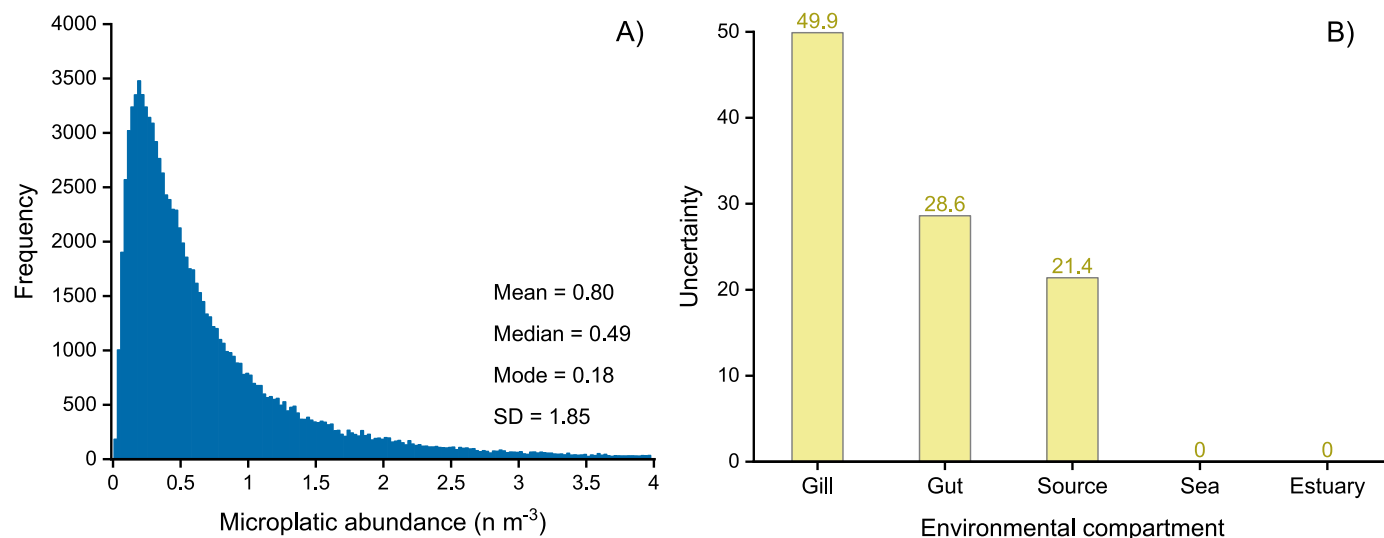 A)
4000
3500
3000
2500
2000
1500
1000
500
0
Frequency
Mean = 0.80
Median = 0.49
Mode = 0.18
SD = 1.85
0 0.5 1 1.5 2 2.5 3 3.5 4
Microplatic abundance (n m⁻³)
B)
50
40
30
20
10
0
Uncertainty
49.9
28.6
21.4
0
0
Gill Gut Source Sea Estuary
Environmental compartment